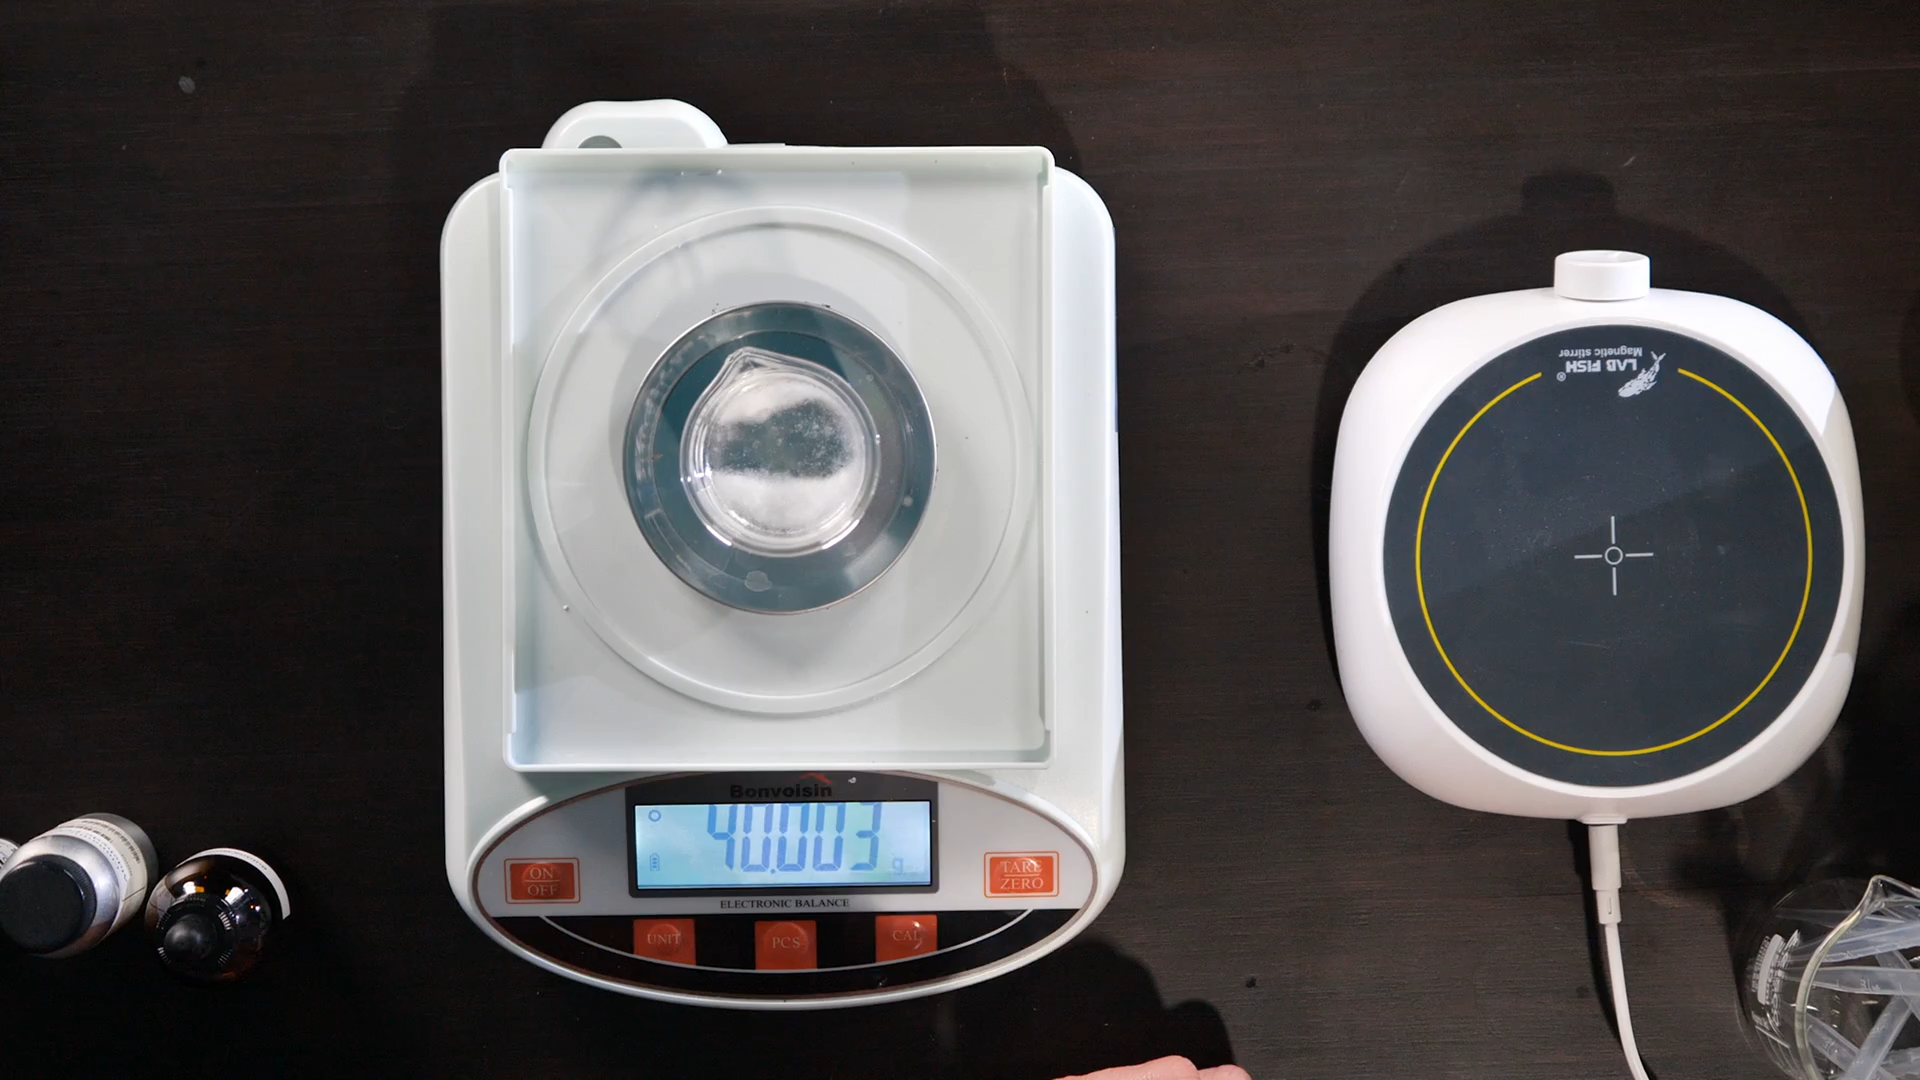 LAB FISH®
Magnetic stirrer
Bonvoisin
40.003 g
ON
OFF
TARE
ZERO
ELECTRONIC BALANCE
UNIT
PCS
CAL